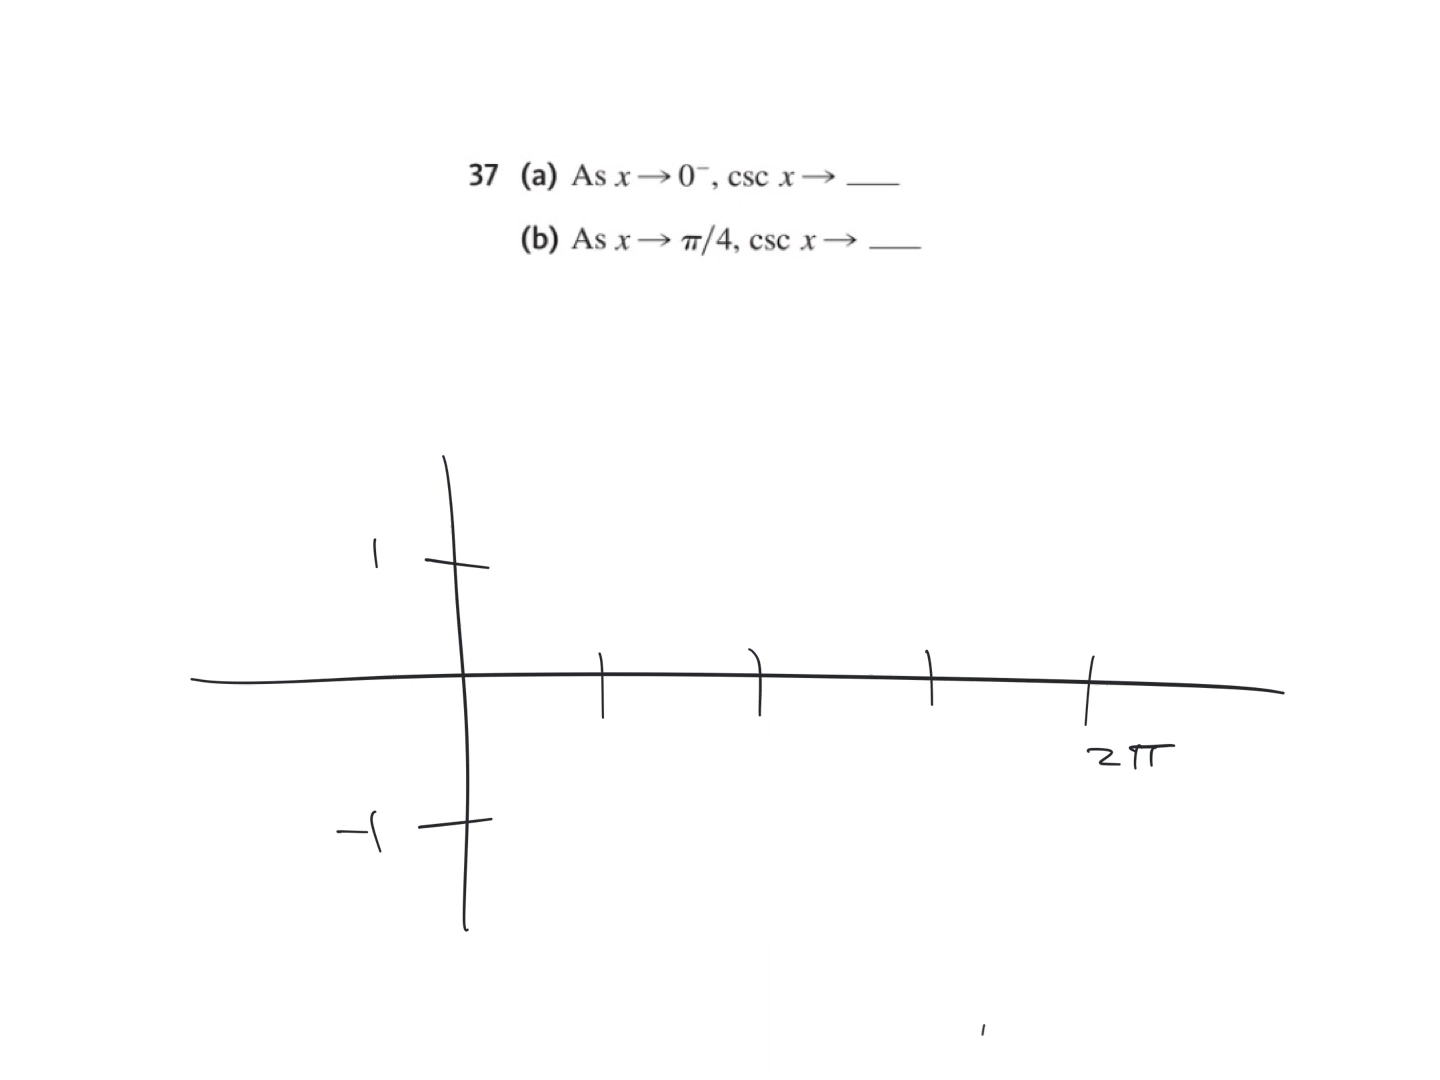 37 (a) As x → 0⁻, csc x → ___
(b) As x → π/4, csc x → ___
1
-1
2π